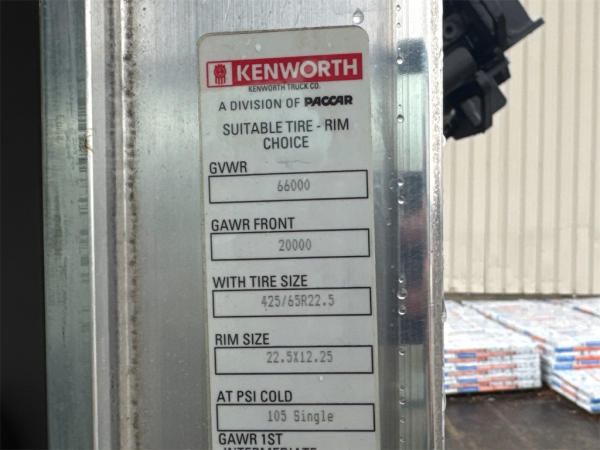 KENWORTH
KENWORTH TRUCK CO.
A DIVISION OF PACCAR
SUITABLE TIRE - RIM
CHOICE
GVWR
66000
GAWR FRONT
20000
WITH TIRE SIZE
425/65R22.5
RIM SIZE
22.5X12.25
AT PSI COLD
105 Single
GAWR 1ST
INTERMEDIATE